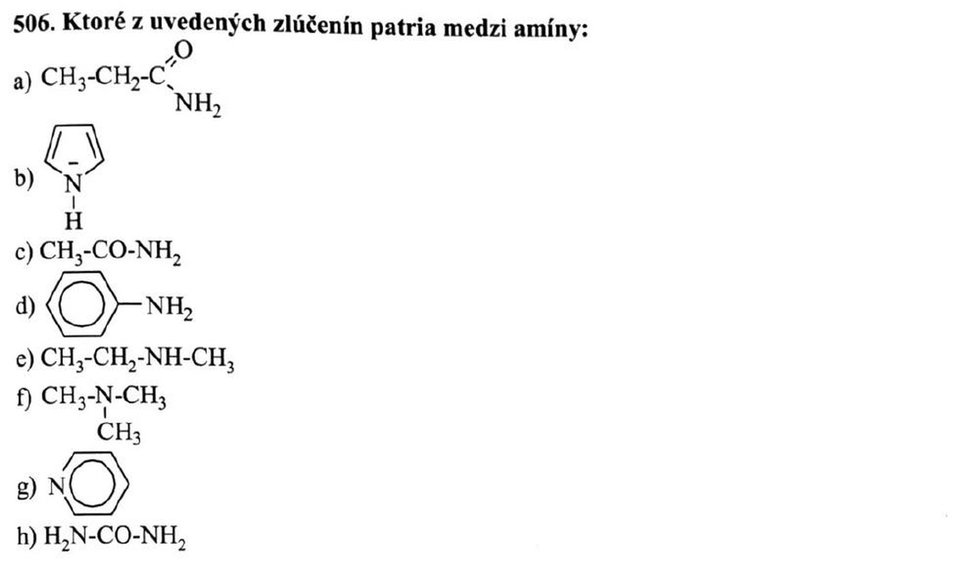 506. Ktoré z uvedených zlúčenín patria medzi amíny:
O
a) CH₃-CH₂-C
NH₂
b) N
H
c) CH₃-CO-NH₂
d) NH₂
e) CH₃-CH₂-NH-CH₃
f) CH₃-N-CH₃
CH₃
g) N
h) H₂N-CO-NH₂